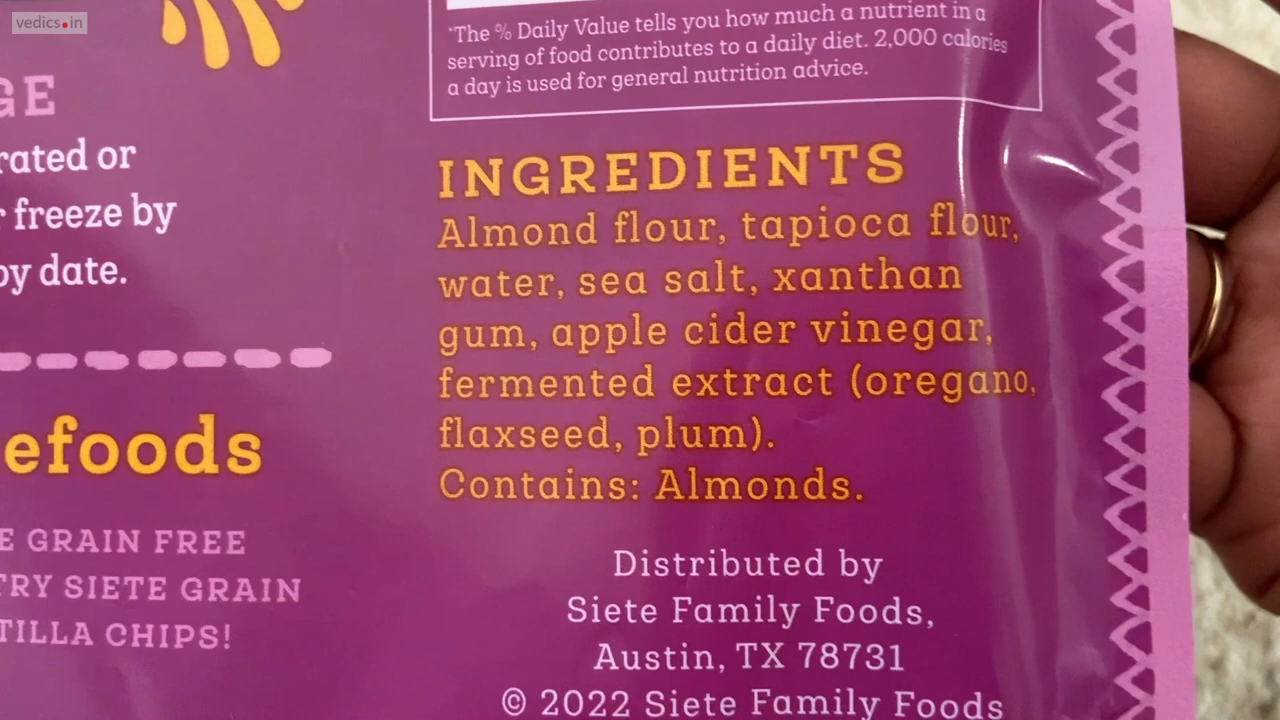 vedics.in
*The % Daily Value tells you how much a nutrient in a
serving of food contributes to a daily diet. 2,000 calories
a day is used for general nutrition advice.
GE
rated or
r freeze by
by date.
efoods
E GRAIN FREE
TRY SIETE GRAIN
TILLA CHIPS!
INGREDIENTS
Almond flour, tapioca flour,
water, sea salt, xanthan
gum, apple cider vinegar,
fermented extract (oregano,
flaxseed, plum).
Contains: Almonds.
Distributed by
Siete Family Foods,
Austin, TX 78731
© 2022 Siete Family Foods